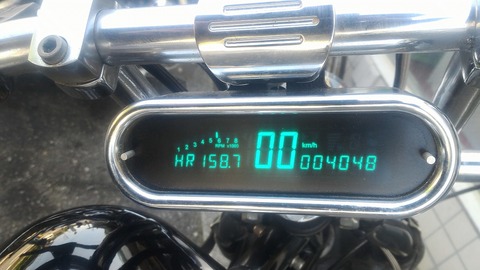 1 2 3 4 5 6 7 8
RPM x1000
HR 158.7
00 km/h
004048